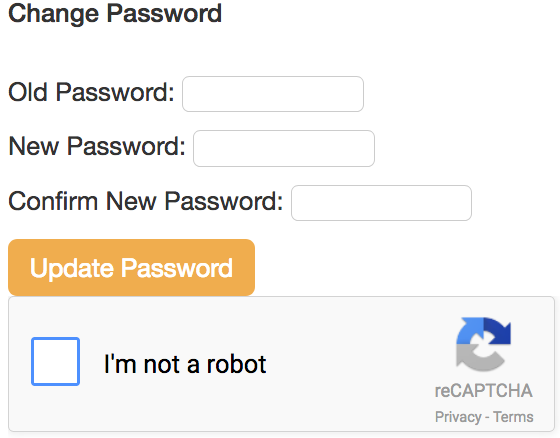 Change Password
Old Password:
New Password:
Confirm New Password:
Update Password
I'm not a robot
reCAPTCHA
Privacy - Terms